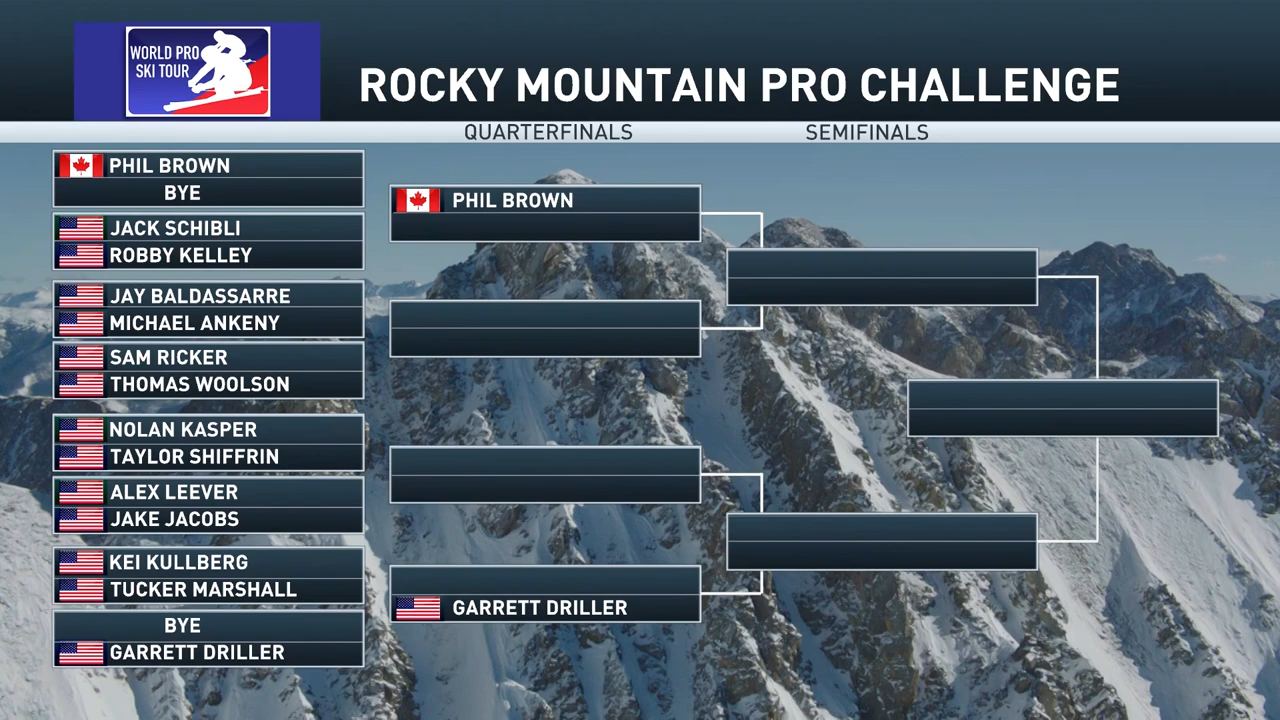 WORLD PRO
SKI TOUR
ROCKY MOUNTAIN PRO CHALLENGE
QUARTERFINALS
SEMIFINALS
PHIL BROWN
BYE
JACK SCHIBLI
ROBBY KELLEY
JAY BALDASSARRE
MICHAEL ANKENY
SAM RICKER
THOMAS WOOLSON
NOLAN KASPER
TAYLOR SHIFFRIN
ALEX LEEVER
JAKE JACOBS
KEI KULLBERG
TUCKER MARSHALL
BYE
GARRETT DRILLER
PHIL BROWN
GARRETT DRILLER